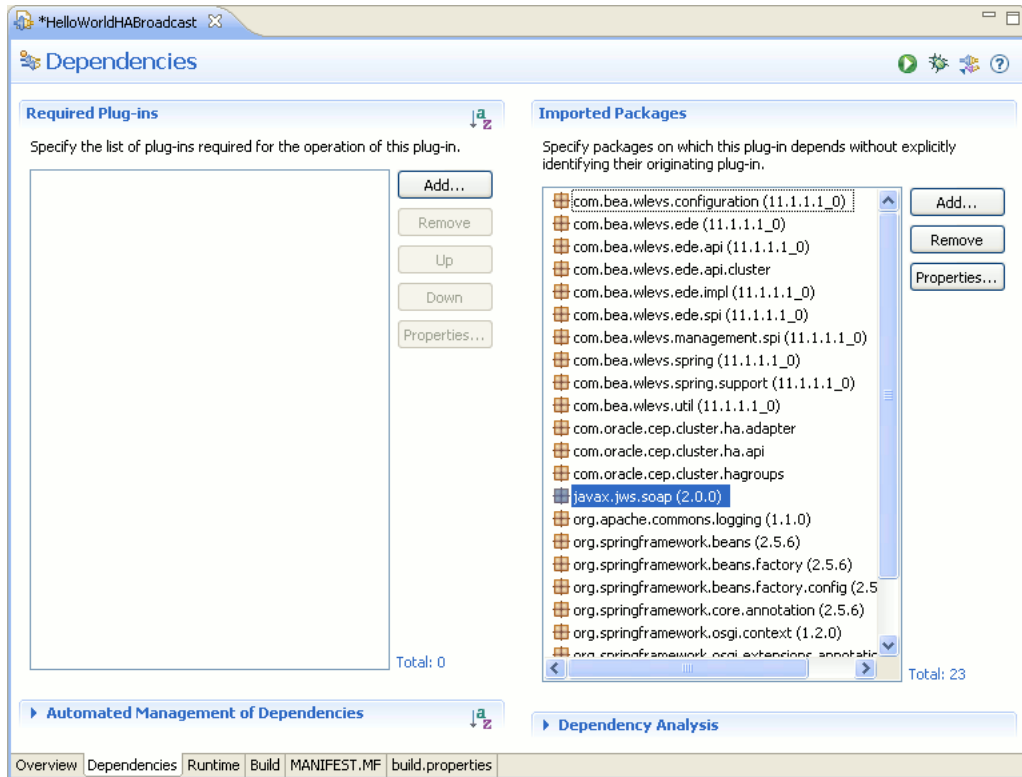 *HelloWorldHABroadcast
Dependencies
Required Plug-ins
Specify the list of plug-ins required for the operation of this plug-in.
Add...
Remove
Up
Down
Properties...
Total: 0
Automated Management of Dependencies
Imported Packages
Specify packages on which this plug-in depends without explicitly
identifying their originating plug-in.
com.bea.wlevs.configuration (11.1.1.1_0)
com.bea.wlevs.ede (11.1.1.1_0)
com.bea.wlevs.ede.api (11.1.1.1_0)
com.bea.wlevs.ede.api.cluster
com.bea.wlevs.ede.impl (11.1.1.1_0)
com.bea.wlevs.ede.spi (11.1.1.1_0)
com.bea.wlevs.management.spi (11.1.1.1_0)
com.bea.wlevs.spring (11.1.1.1_0)
com.bea.wlevs.spring.support (11.1.1.1_0)
com.bea.wlevs.util (11.1.1.1_0)
com.oracle.cep.cluster.ha.adapter
com.oracle.cep.cluster.ha.api
com.oracle.cep.cluster.hagroups
javax.jws.soap (2.0.0)
org.apache.commons.logging (1.1.0)
org.springframework.beans (2.5.6)
org.springframework.beans.factory (2.5.6)
org.springframework.beans.factory.config (2.5
org.springframework.core.annotation (2.5.6)
org.springframework.osgi.context (1.2.0)
org.springframework.osgi.extensions.annotatio
Add...
Remove
Properties...
Total: 23
Dependency Analysis
Overview Dependencies Runtime Build MANIFEST.MF build.properties